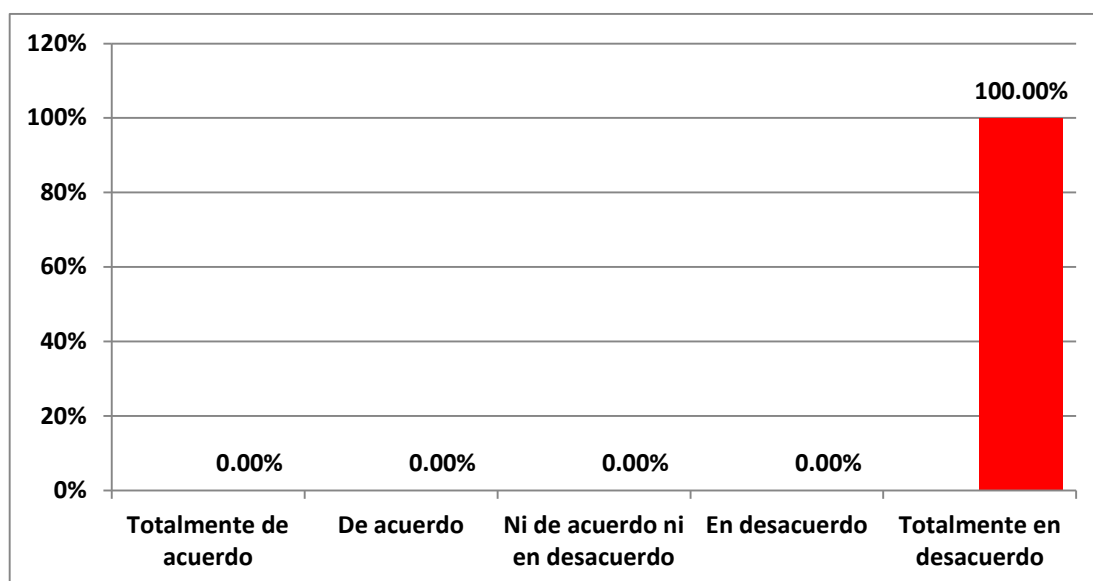 120%
100.00%
100%
80%
60%
40%
20%
0.00% 0.00% 0.00% 0.00%
0%
Totalmente de De acuerdo Ni de acuerdo ni En desacuerdo Totalmente en
acuerdo en desacuerdo desacuerdo